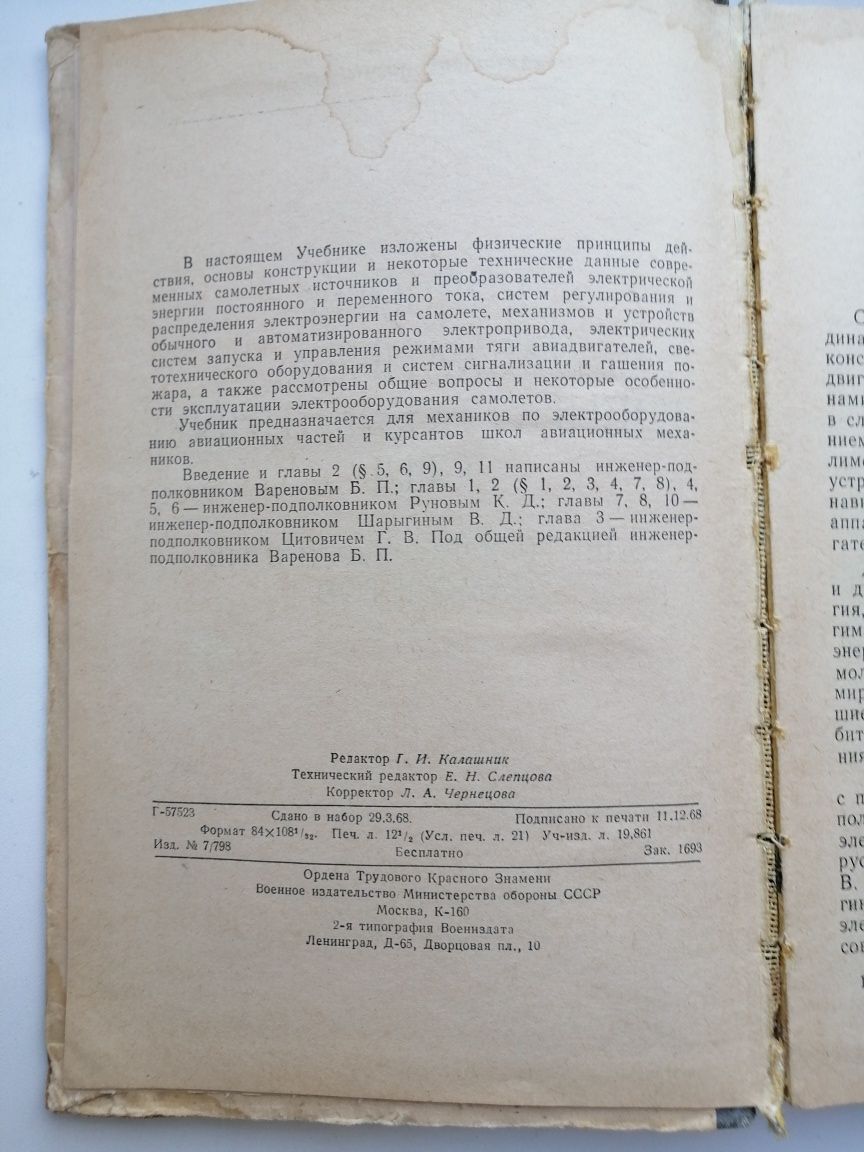 В настоящем Учебнике изложены физические принципы дей-
ствия, основы конструкции и некоторые технические данные совре-
менных самолетных источников и преобразователей электрической
энергии постоянного и переменного тока, систем регулирования и
распределения электроэнергии на самолете, механизмов и устройств
обычного и автоматизированного электропривода, электрических
систем запуска и управления режимами тяги авиадвигателей, све-
тотехнического оборудования и систем сигнализации и гашения по-
жара, а также рассмотрены общие вопросы и некоторые особенно-
сти эксплуатации электрооборудования самолетов.
Учебник предназначается для механиков по электрооборудова-
нию авиационных частей и курсантов школ авиационных меха-
ников.
Введение и главы 2 (§ 5, 6, 9), 9, 11 написаны инженер-под-
полковником Вареновым Б. П.; главы 1, 2 (§ 1, 2, 3, 4, 7, 8), 4,
5, 6 — инженер-подполковником Руновым К. Д.; главы 7, 8, 10 —
инженер-подполковником Шарыгиным В. Д.; глава 3 — инженер-
подполковником Цитовичем Г. В. Под общей редакцией инженер-
подполковника Варенова Б. П.
Редактор Г. И. Калашник
Технический редактор Е. Н. Слепцова
Корректор Л. А. Чернецова
Г-57523 Сдано в набор 29.3.68. Подписано к печати 11.12.68
Формат 84×108¹/₃₂. Печ. л. 12¹/₂ (Усл. печ. л. 21) Уч-изд. л. 19,861
Изд. № 7/798 Бесплатно Зак. 1693
Ордена Трудового Красного Знамени
Военное издательство Министерства обороны СССР
Москва, К-160
2-я типография Воениздата
Ленинград, Д-65, Дворцовая пл., 10